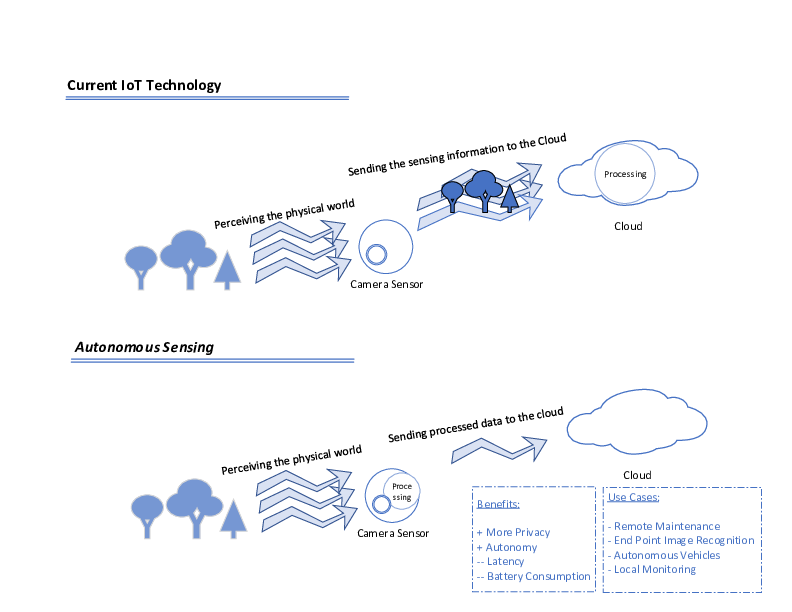 Current IoT Technology
Sending the sensing information to the Cloud
Processing
Perceiving the physical world
Cloud
Camera Sensor
Autonomous Sensing
Sending processed data to the cloud
Perceiving the physical world
Cloud
Proce
ssing
Camera Sensor
Benefits:
+ More Privacy
+ Autonomy
-- Latency
-- Battery Consumption
Use Cases:
- Remote Maintenance
- End Point Image Recognition
- Autonomous Vehicles
- Local Monitoring